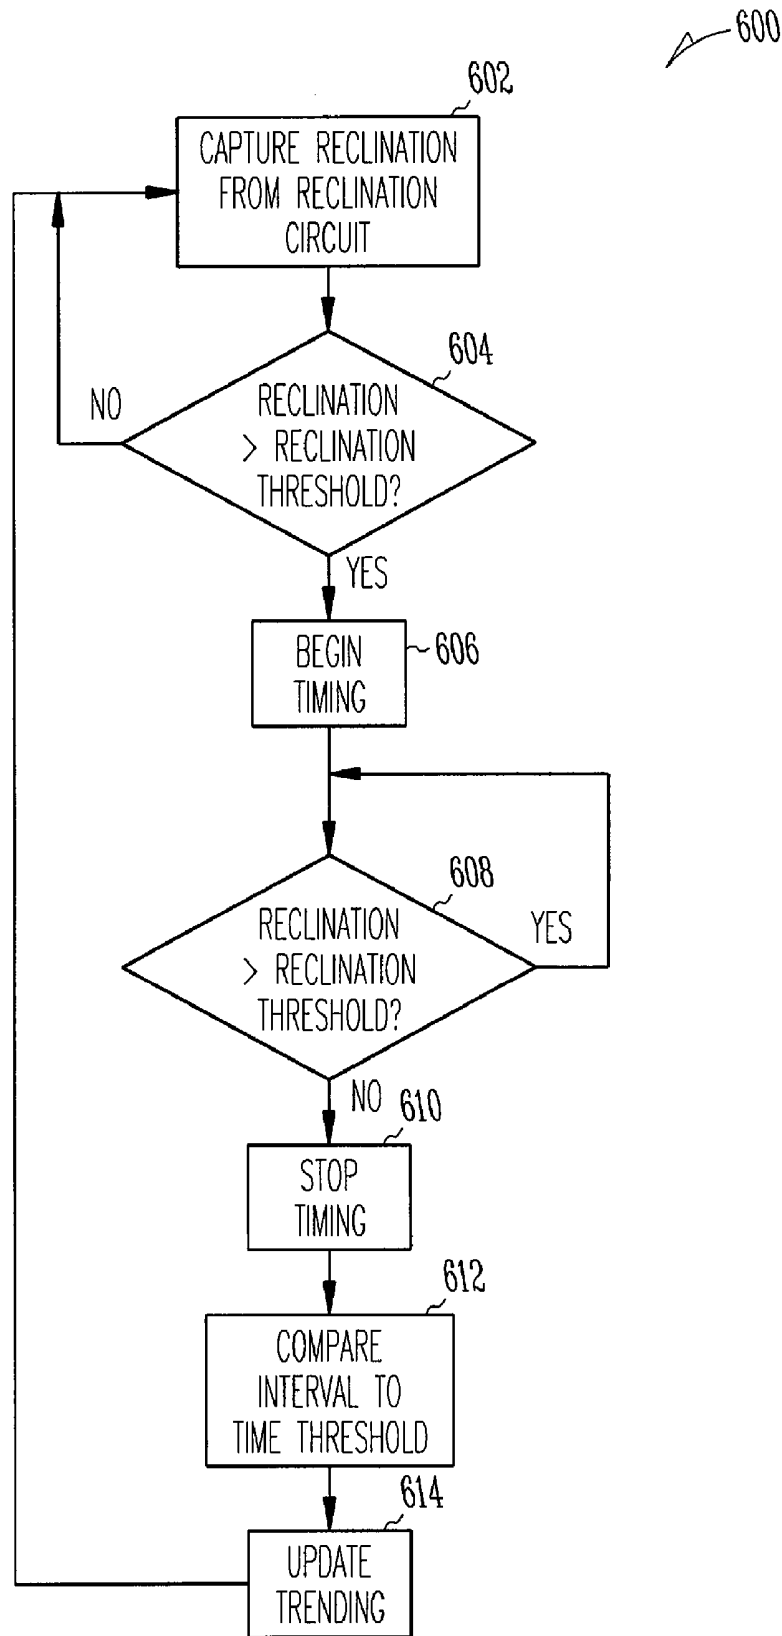 600
602
CAPTURE RECLINATION
FROM RECLINATION
CIRCUIT
604
RECLINATION
> RECLINATION
THRESHOLD?
NO
YES
BEGIN
TIMING
606
608
RECLINATION
> RECLINATION
THRESHOLD?
YES
NO
610
STOP
TIMING
612
COMPARE
INTERVAL TO
TIME THRESHOLD
614
UPDATE
TRENDING